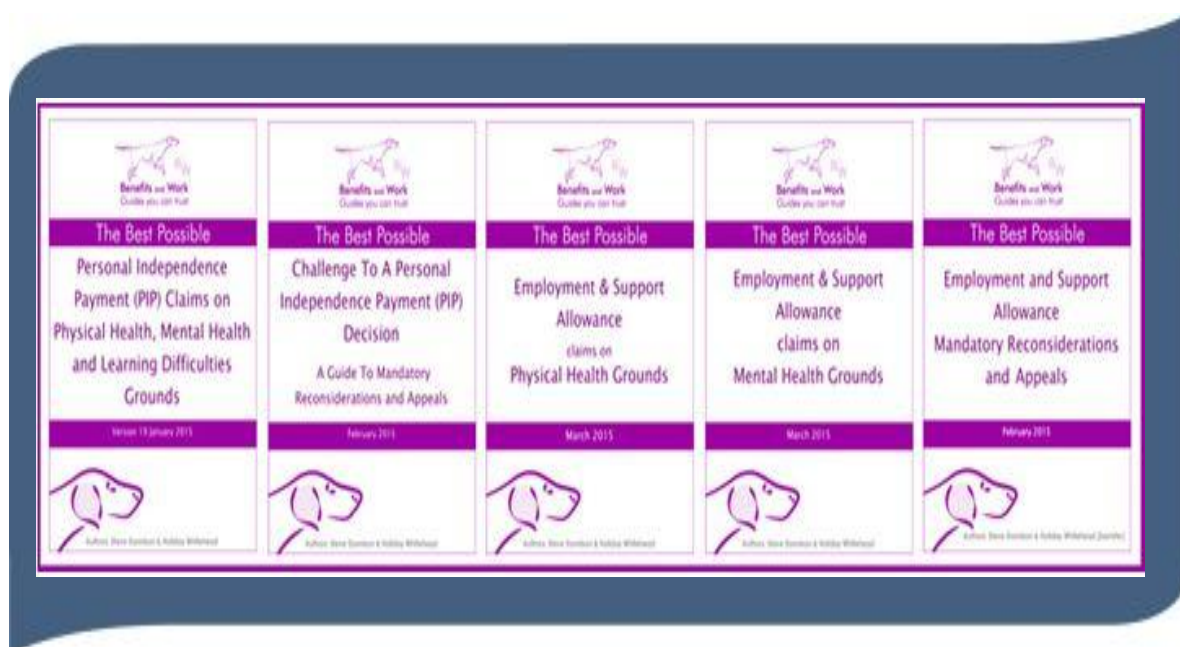 Benefits and Work
Guides you can trust
The Best Possible
Personal Independence
Payment (PIP) Claims on
Physical Health, Mental Health
and Learning Difficulties
Grounds
January 2015
Benefits and Work
Guides you can trust
The Best Possible
Challenge To A Personal
Independence Payment (PIP)
Decision
A Guide To Mandatory
Reconsiderations and Appeals
February 2015
Benefits and Work
Guides you can trust
The Best Possible
Employment & Support
Allowance
claims on
Physical Health Grounds
March 2015
Benefits and Work
Guides you can trust
The Best Possible
Employment & Support
Allowance
claims on
Mental Health Grounds
March 2015
Benefits and Work
Guides you can trust
The Best Possible
Employment and Support
Allowance
Mandatory Reconsiderations
and Appeals
February 2015